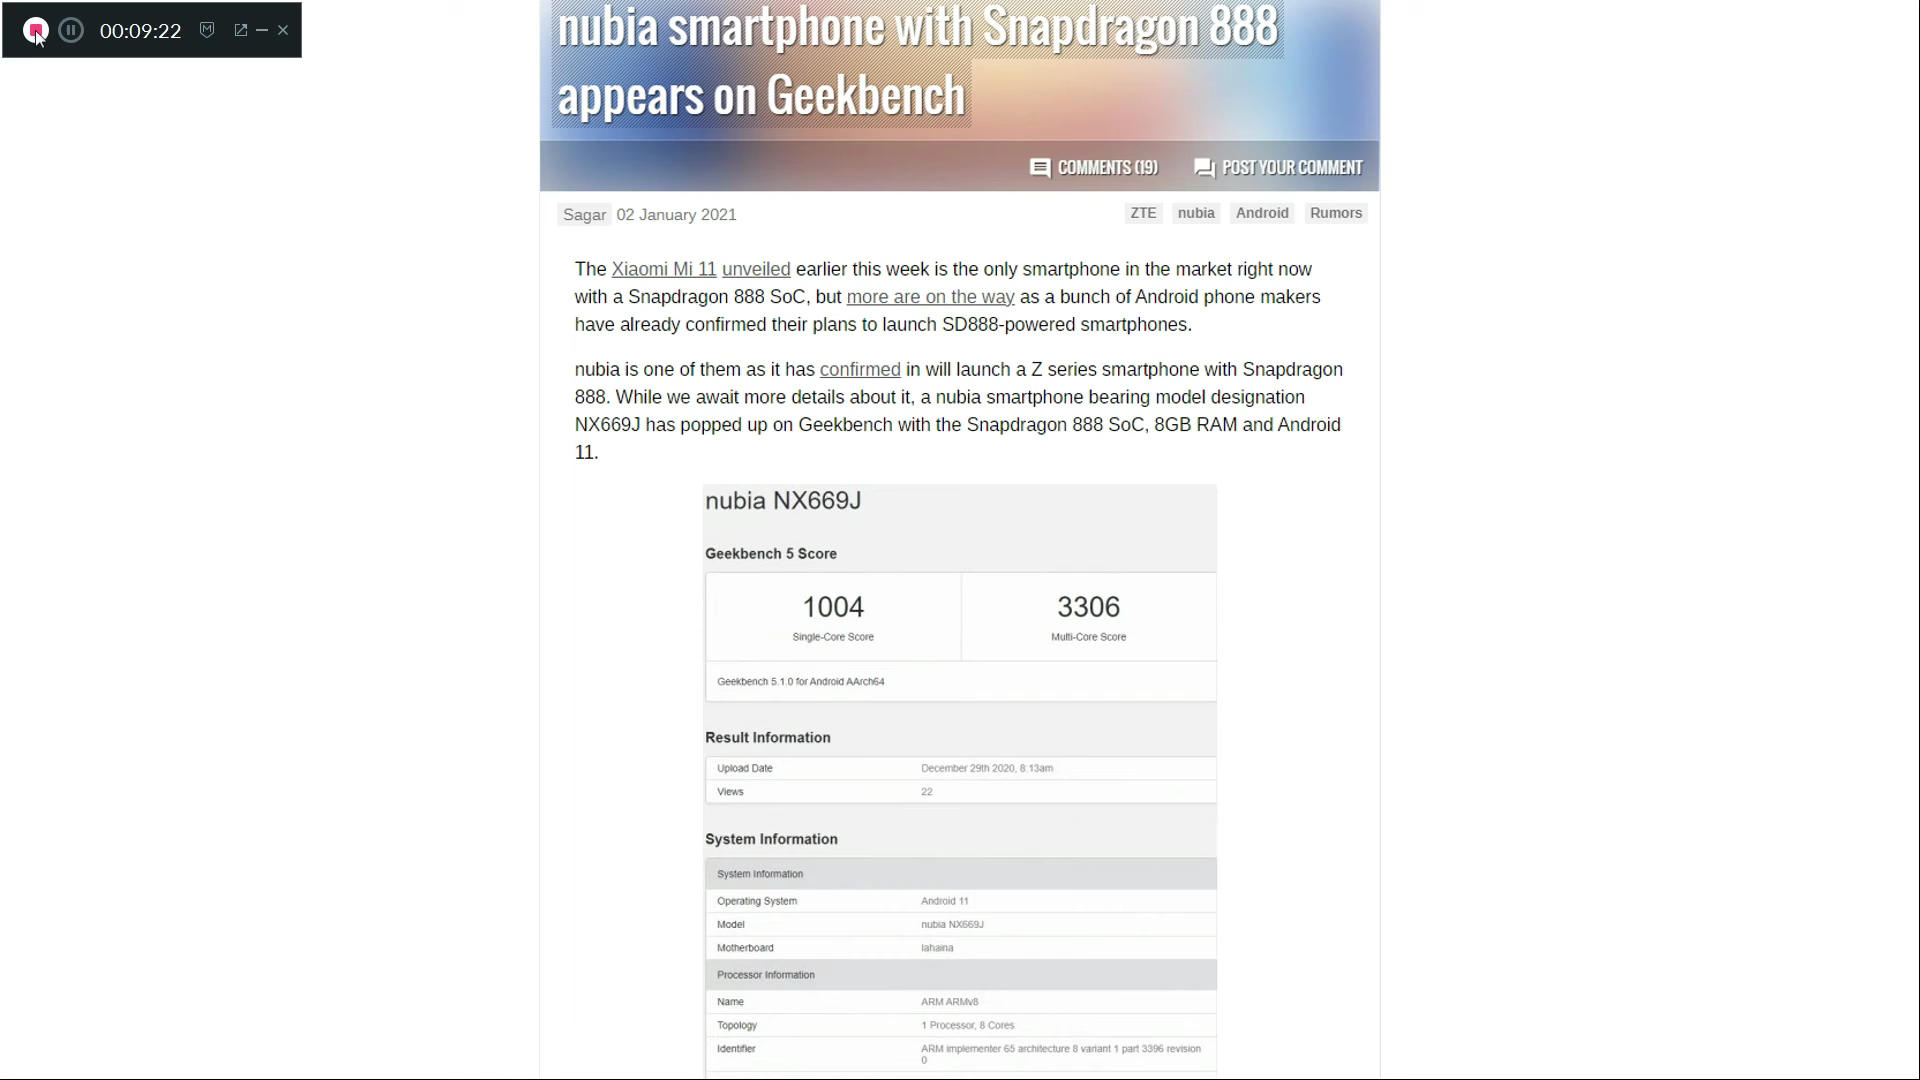 00:09:22
nubia smartphone with Snapdragon 888
appears on Geekbench
COMMENTS (19) POST YOUR COMMENT
Sagar 02 January 2021 ZTE nubia Android Rumors
The Xiaomi Mi 11 unveiled earlier this week is the only smartphone in the market right now
with a Snapdragon 888 SoC, but more are on the way as a bunch of Android phone makers
have already confirmed their plans to launch SD888-powered smartphones.
nubia is one of them as it has confirmed in will launch a Z series smartphone with Snapdragon
888. While we await more details about it, a nubia smartphone bearing model designation
NX669J has popped up on Geekbench with the Snapdragon 888 SoC, 8GB RAM and Android
11.
nubia NX669J
Geekbench 5 Score
1004 3306
Single-Core Score Multi-Core Score
Geekbench 5.1.0 for Android AArch64
Result Information
Upload Date December 29th 2020, 8:13am
Views 22
System Information
System Information
Operating System Android 11
Model nubia NX669J
Motherboard lahaina
Processor Information
Name ARM ARMv8
Topology 1 Processor, 8 Cores
Identifier ARM implementer 65 architecture 8 variant 1 part 3396 revision
0